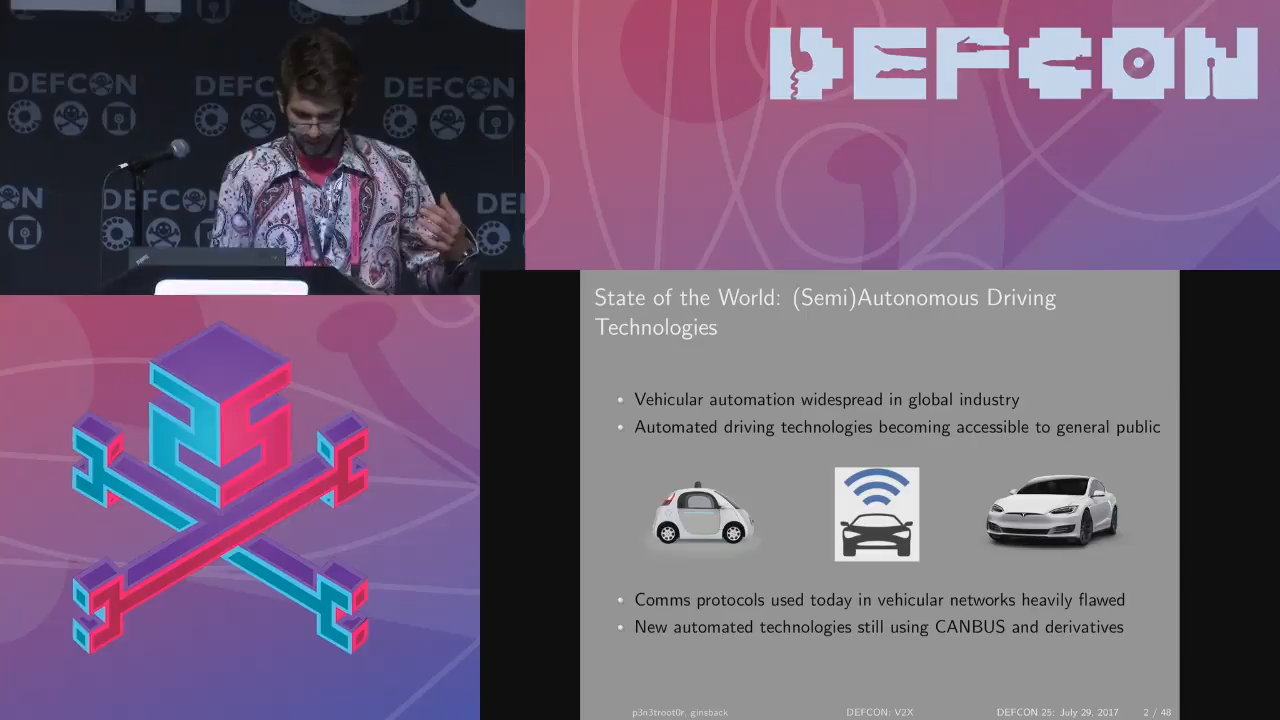 DEFCON
DEFCON
DEFCON
DEFCON
DEFCON
State of the World: (Semi)Autonomous Driving
Technologies
• Vehicular automation widespread in global industry
• Automated driving technologies becoming accessible to general public
• Comms protocols used today in vehicular networks heavily flawed
• New automated technologies still using CANBUS and derivatives
p3n3troot0r, ginsback
DEFCON: V2X
DEFCON 25: July 29, 2017
2 / 48